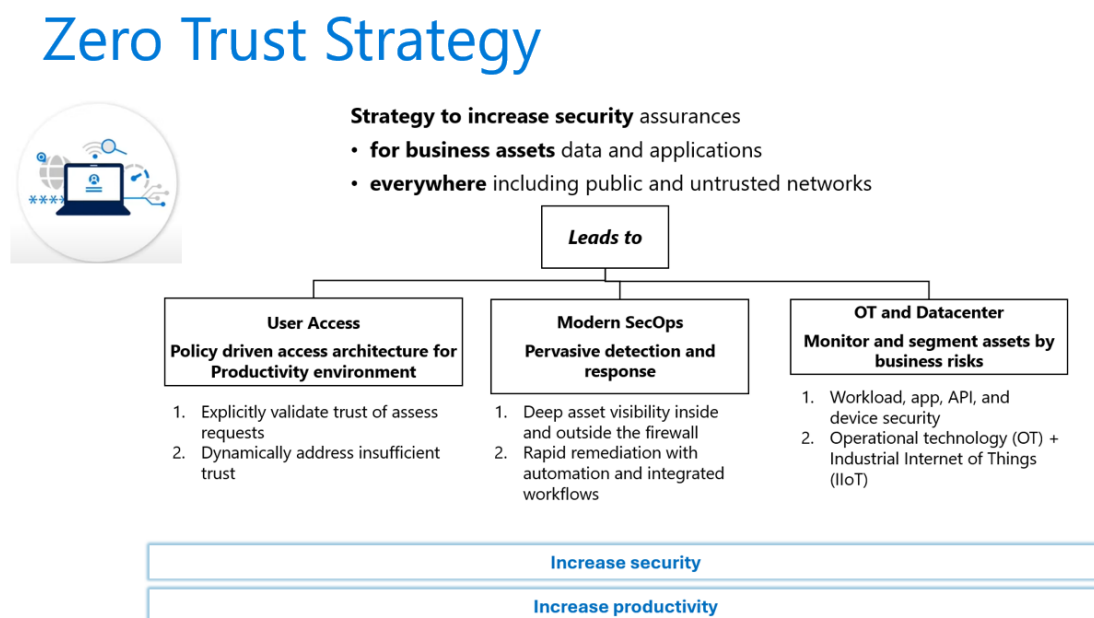 Zero Trust Strategy
Strategy to increase security assurances
• for business assets data and applications
• everywhere including public and untrusted networks
****
Leads to
User Access
Policy driven access architecture for
Productivity environment
1. Explicitly validate trust of assess
requests
2. Dynamically address insufficient
trust
Modern SecOps
Pervasive detection and
response
1. Deep asset visibility inside
and outside the firewall
2. Rapid remediation with
automation and integrated
workflows
OT and Datacenter
Monitor and segment assets by
business risks
1. Workload, app, API, and
device security
2. Operational technology (OT) +
Industrial Internet of Things
(IIoT)
Increase security
Increase productivity